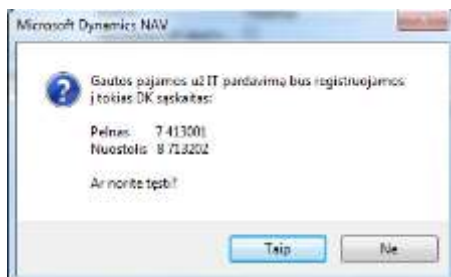 Microsoft Dynamics NAV
Gautos pajamos už IT pardavimą bus registruojamos
į tokias DK sąskaitas:
Pelnas 7 413001
Nuostolis 8 713202
Ar norite tęsti?
Taip
Ne